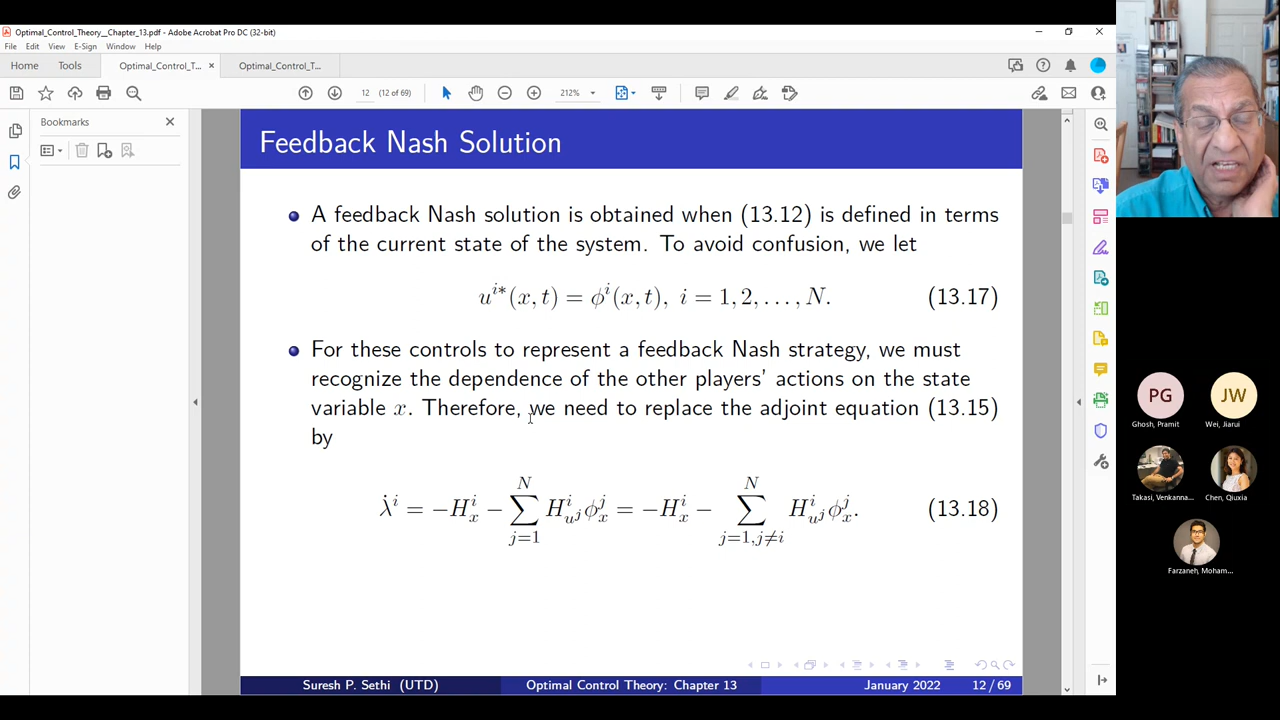 Optimal_Control_Theory__Chapter_13.pdf - Adobe Acrobat Pro DC (32-bit)
File Edit View E-Sign Window Help
Home Tools Optimal_Control_T... × Optimal_Control_T...
12 (12 of 69) 212%
Bookmarks
Feedback Nash Solution
A feedback Nash solution is obtained when (13.12) is defined in terms
of the current state of the system. To avoid confusion, we let
u^{i*}(x, t) = φ^i(x, t), i = 1, 2, . . . , N. (13.17)
For these controls to represent a feedback Nash strategy, we must
recognize the dependence of the other players' actions on the state
variable x. Therefore, we need to replace the adjoint equation (13.15)
by
λ̇^i = −H^i_x − ∑_{j=1}^{N} H^i_{u^j} φ^j_x = −H^i_x − ∑_{j=1,j≠i}^{N} H^i_{u^j} φ^j_x. (13.18)
Suresh P. Sethi (UTD) Optimal Control Theory: Chapter 13 January 2022 12 / 69
PG JW
Ghosh, Pramit Wei, Jiarui
Takasi, Venkanna... Chen, Qiuxia
Farzaneh, Moham...